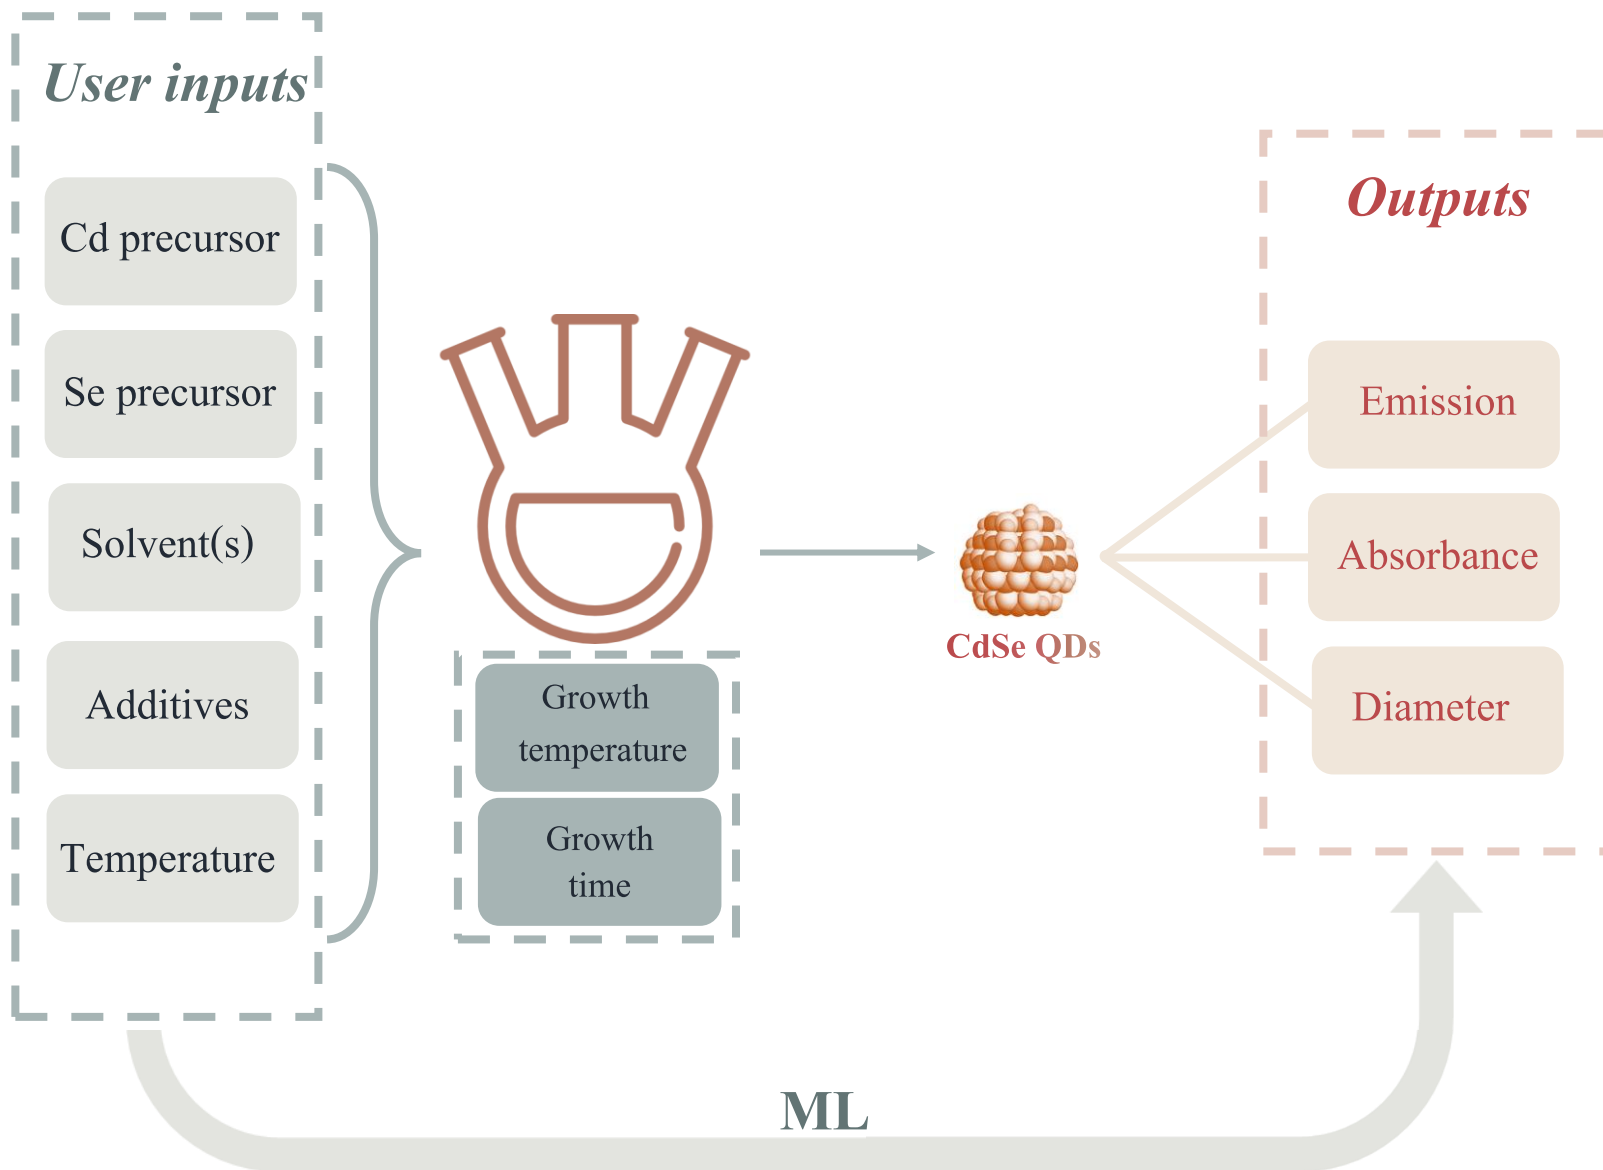 User inputs
Cd precursor
Se precursor
Solvent(s)
Additives
Temperature
Growth
temperature
Growth
time
CdSe QDs
Outputs
Emission
Absorbance
Diameter
ML